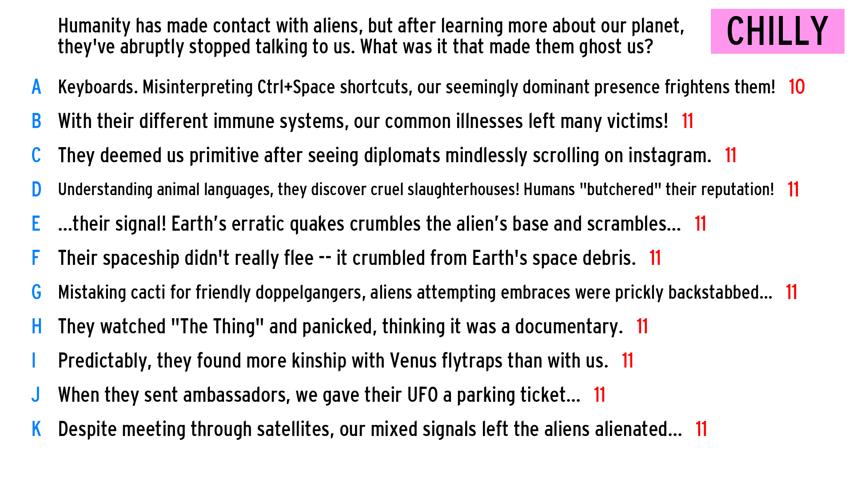 Humanity has made contact with aliens, but after learning more about our planet,
they've abruptly stopped talking to us. What was it that made them ghost us?
CHILLY
A Keyboards. Misinterpreting Ctrl+Space shortcuts, our seemingly dominant presence frightens them! 10
B With their different immune systems, our common illnesses left many victims! 11
C They deemed us primitive after seeing diplomats mindlessly scrolling on instagram. 11
D Understanding animal languages, they discover cruel slaughterhouses! Humans "butchered" their reputation! 11
E ...their signal! Earth's erratic quakes crumbles the alien's base and scrambles... 11
F Their spaceship didn't really flee -- it crumbled from Earth's space debris. 11
G Mistaking cacti for friendly doppelgangers, aliens attempting embraces were prickly backstabbed... 11
H They watched "The Thing" and panicked, thinking it was a documentary. 11
I Predictably, they found more kinship with Venus flytraps than with us. 11
J When they sent ambassadors, we gave their UFO a parking ticket... 11
K Despite meeting through satellites, our mixed signals left the aliens alienated... 11